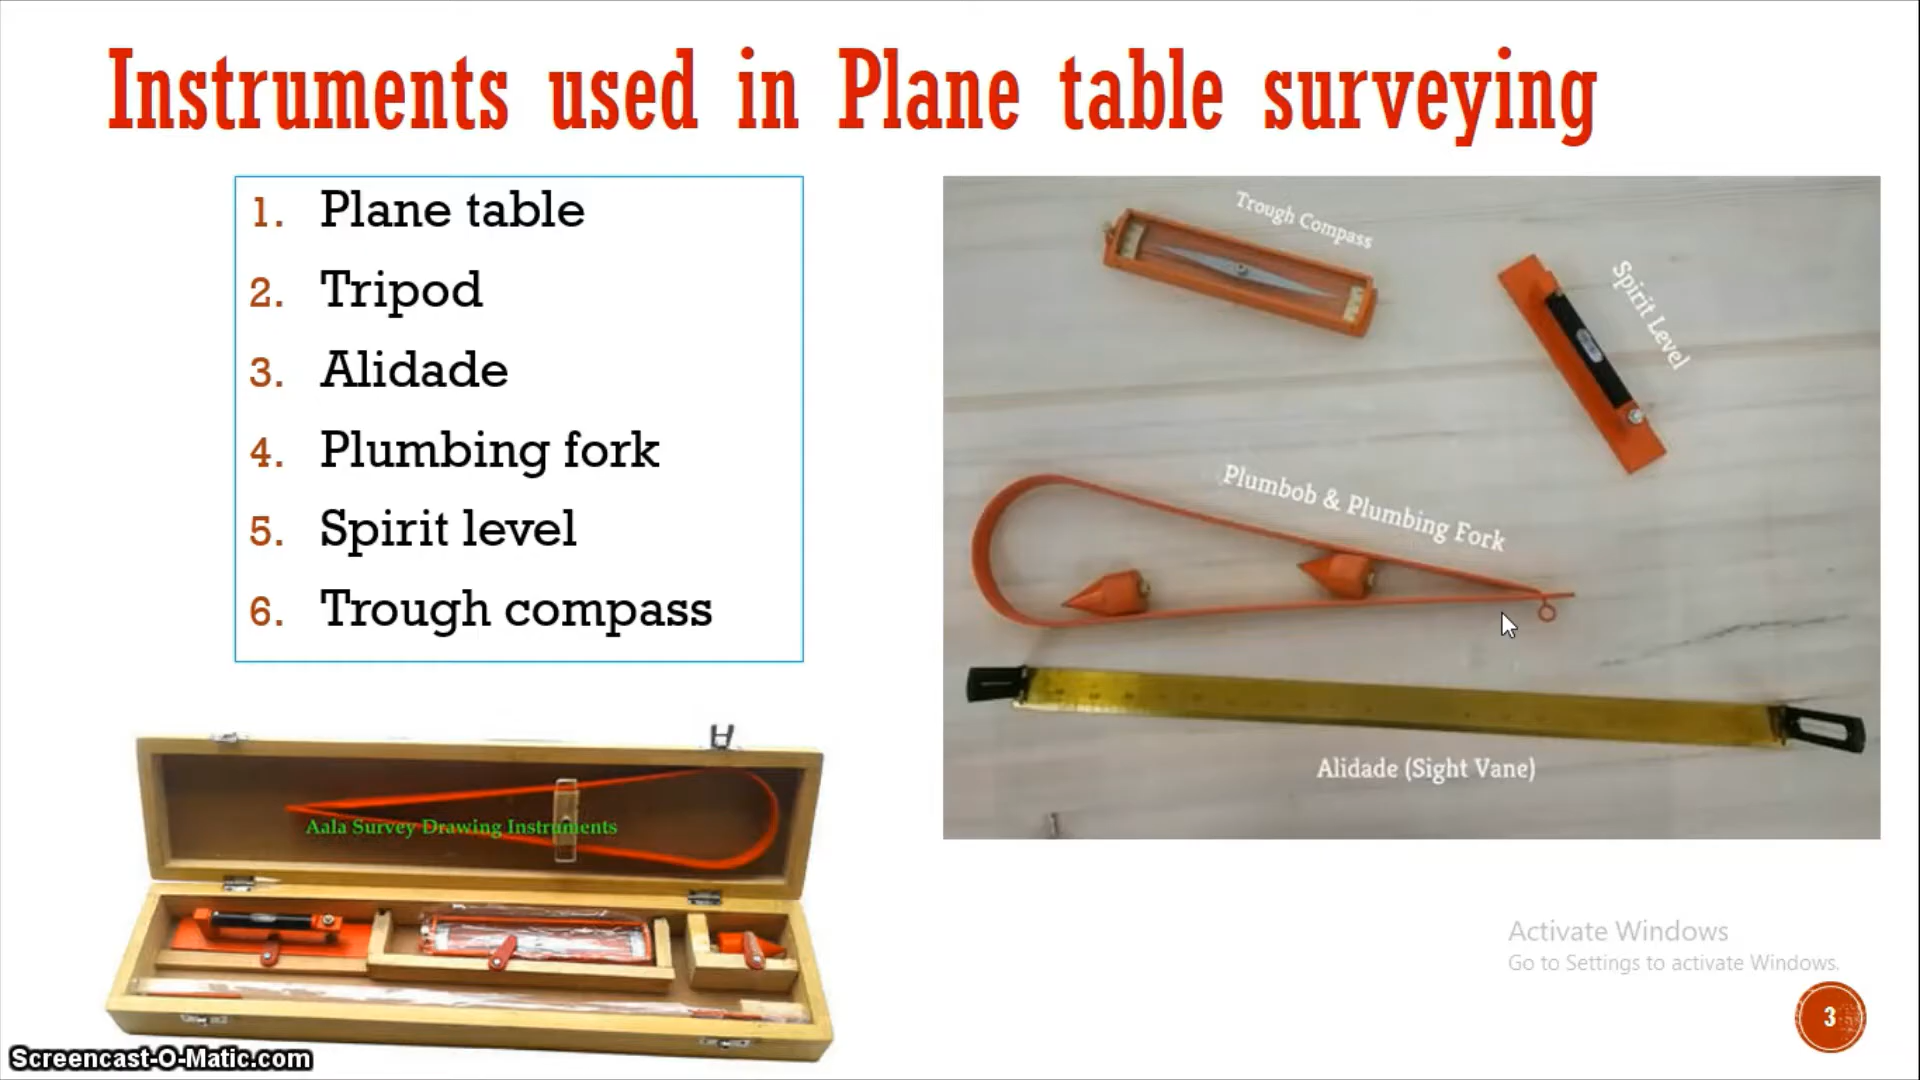 Instruments used in Plane table surveying
1. Plane table
2. Tripod
3. Alidade
4. Plumbing fork
5. Spirit level
6. Trough compass
Trough Compass
Spirit Level
Plumbob & Plumbing Fork
Alidade (Sight Vane)
Aala Survey Drawing Instruments
Activate Windows
Go to Settings to activate Windows.
3
Screencast-O-Matic.com